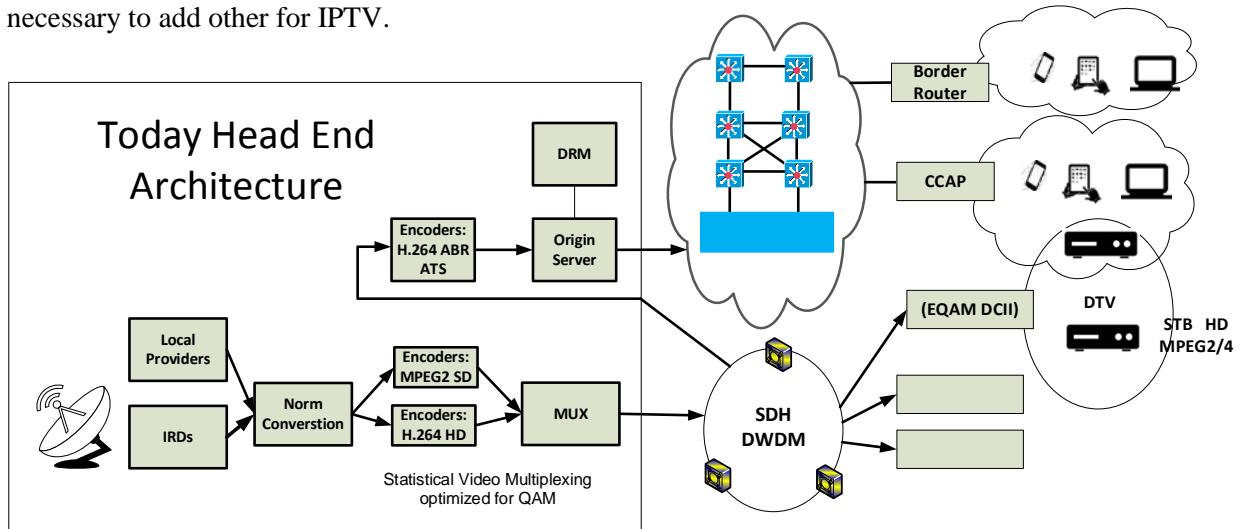 necessary to add other for IPTV.
Today Head End
Architecture
DRM
Encoders:
H.264 ABR
ATS
Origin
Server
Border
Router
CCAP
Local
Providers
IRDs
Norm
Converstion
Encoders:
MPEG2 SD
Encoders:
H.264 HD
MUX
Statistical Video Multiplexing
optimized for QAM
SDH
DWDM
(EQAM DCII)
DTV
STB HD
MPEG2/4